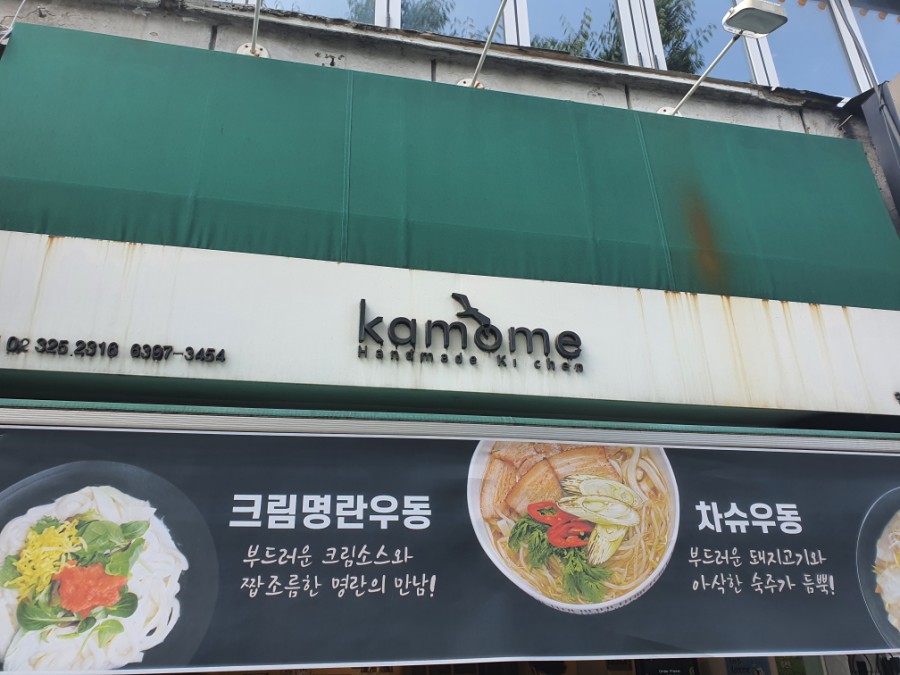 kamome
Handmade Ki chen
02 325.2316 6397-3454
크림명란우동
부드러운 크림소스와
짭조름한 명란의 만남!
차슈우동
부드러운 돼지고기와
아삭한 숙주가 듬뿍!